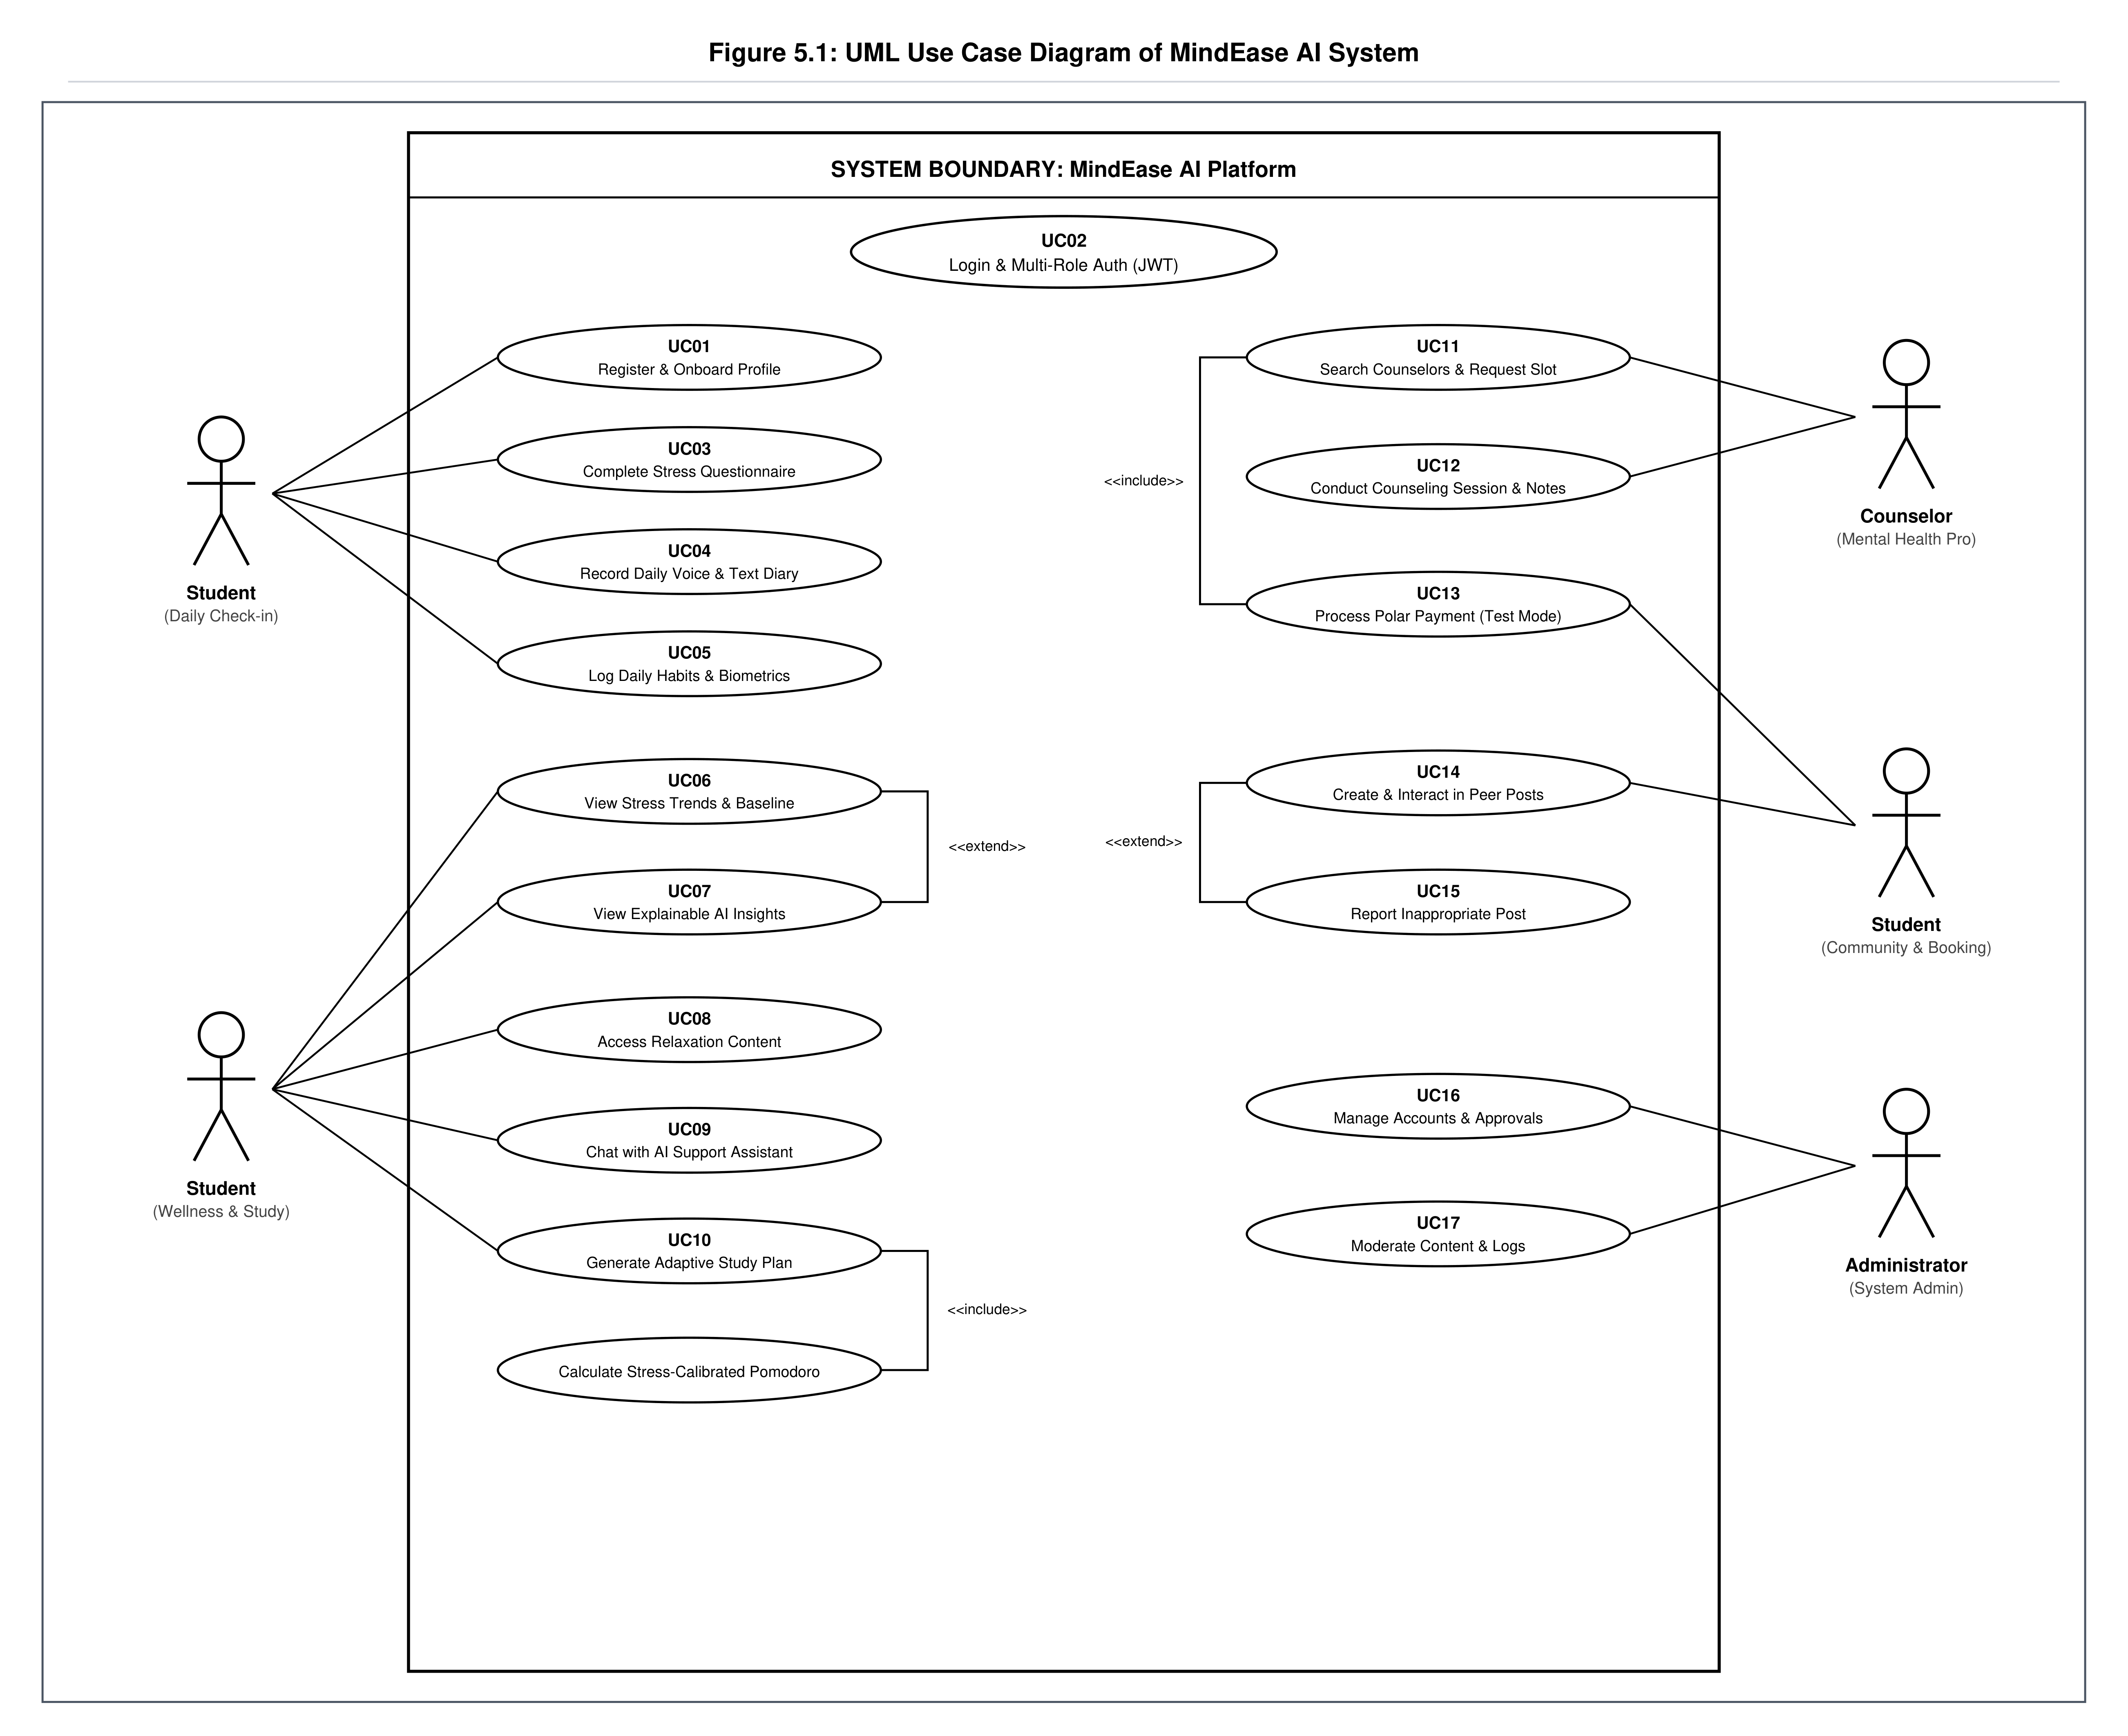 Figure 5.1: UML Use Case Diagram of MindEase AI System
SYSTEM BOUNDARY: MindEase AI Platform
UC02
Login & Multi-Role Auth (JWT)
UC01
Register & Onboard Profile
UC03
Complete Stress Questionnaire
UC04
Record Daily Voice & Text Diary
UC05
Log Daily Habits & Biometrics
Student
(Daily Check-in)
UC06
View Stress Trends & Baseline
<<extend>>
UC07
View Explainable AI Insights
UC08
Access Relaxation Content
UC09
Chat with AI Support Assistant
Student
(Wellness & Study)
UC10
Generate Adaptive Study Plan
<<include>>
Calculate Stress-Calibrated Pomodoro
UC11
Search Counselors & Request Slot
<<include>>
UC12
Conduct Counseling Session & Notes
Counselor
(Mental Health Pro)
UC13
Process Polar Payment (Test Mode)
UC14
Create & Interact in Peer Posts
<<extend>>
UC15
Report Inappropriate Post
Student
(Community & Booking)
UC16
Manage Accounts & Approvals
UC17
Moderate Content & Logs
Administrator
(System Admin)